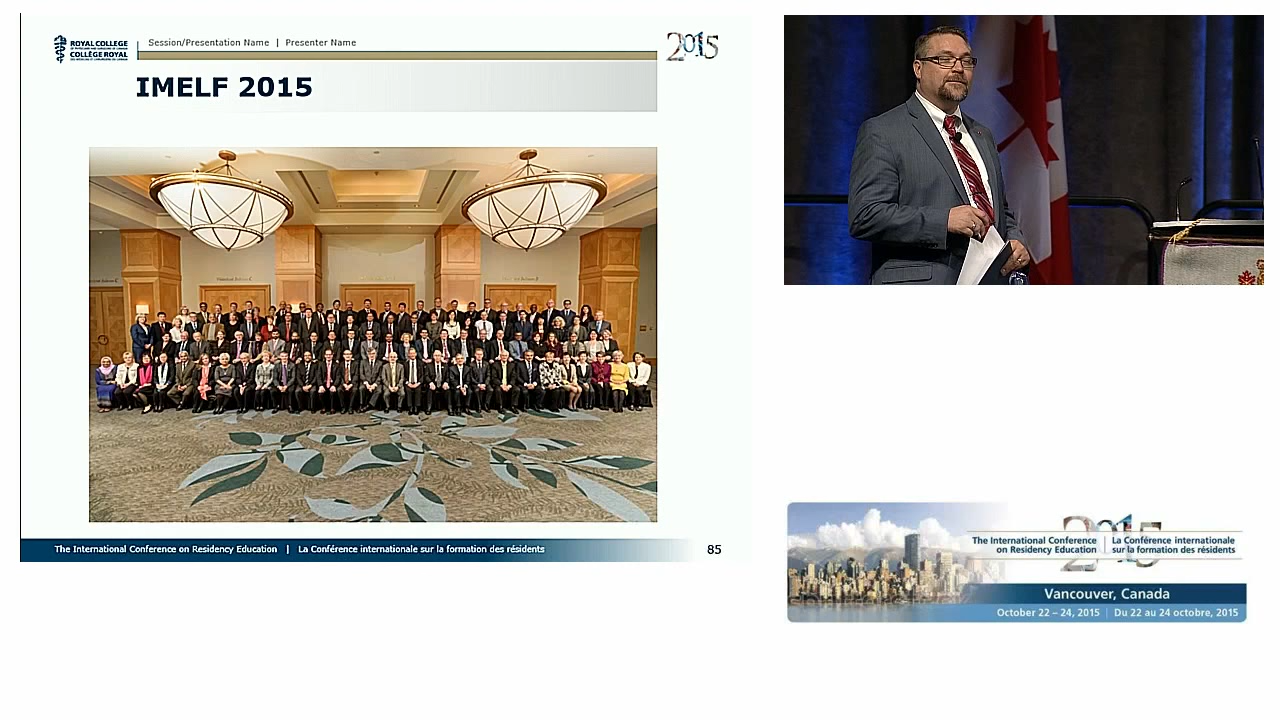 ROYAL COLLEGE
COLLÈGE ROYAL
Session/Presentation Name | Presenter Name
2015
IMELF 2015
The International Conference on Residency Education | La Conférence internationale sur la formation des résidents
85
2015
The International Conference | La Conférence internationale
on Residency Education | sur la formation des résidents
Vancouver, Canada
October 22 – 24, 2015 | Du 22 au 24 octobre, 2015